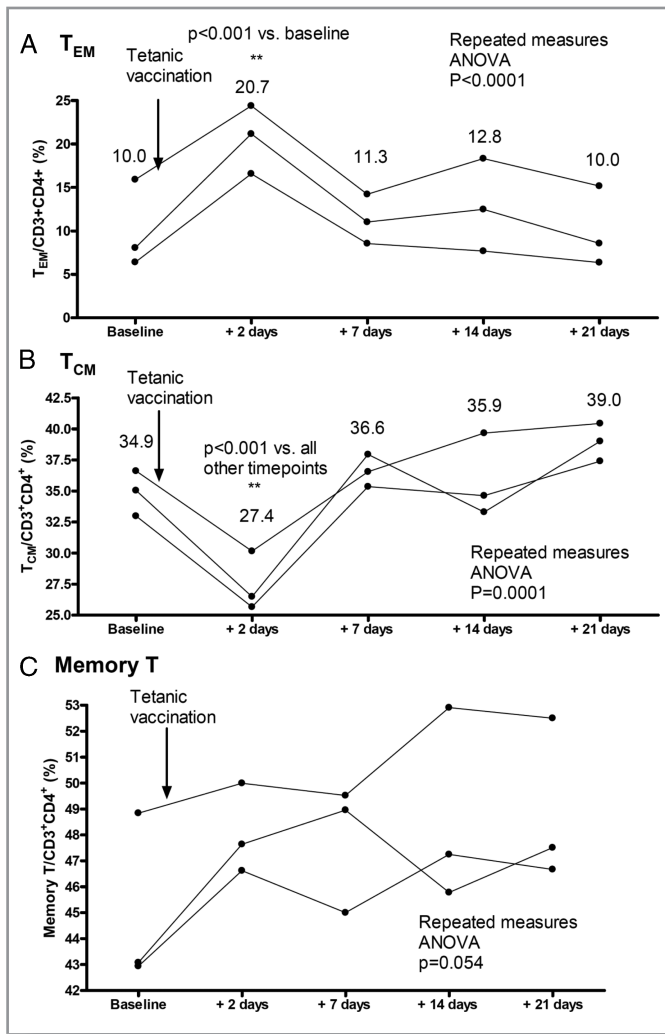 A T_EM
p<0.001 vs. baseline
**
Repeated measures
ANOVA
P<0.0001
Tetanic
vaccination
10.0
20.7
11.3
12.8
10.0
T_EM/CD3+CD4+ (%)
25
20
15
10
5
0
Baseline
+ 2 days
+ 7 days
+ 14 days
+ 21 days
B T_CM
Tetanic
vaccination
34.9
p<0.001 vs. all
other timepoints
**
27.4
36.6
35.9
39.0
Repeated measures
ANOVA
P=0.0001
T_CM/CD3⁺CD4⁺ (%)
42.5
40.0
37.5
35.0
32.5
30.0
27.5
25.0
Baseline
+ 2 days
+ 7 days
+ 14 days
+ 21 days
C Memory T
Tetanic
vaccination
Memory T/CD3⁺CD4⁺ (%)
53
52
51
50
49
48
47
46
45
44
43
42
Repeated measures
ANOVA
p=0.054
Baseline
+ 2 days
+ 7 days
+ 14 days
+ 21 days